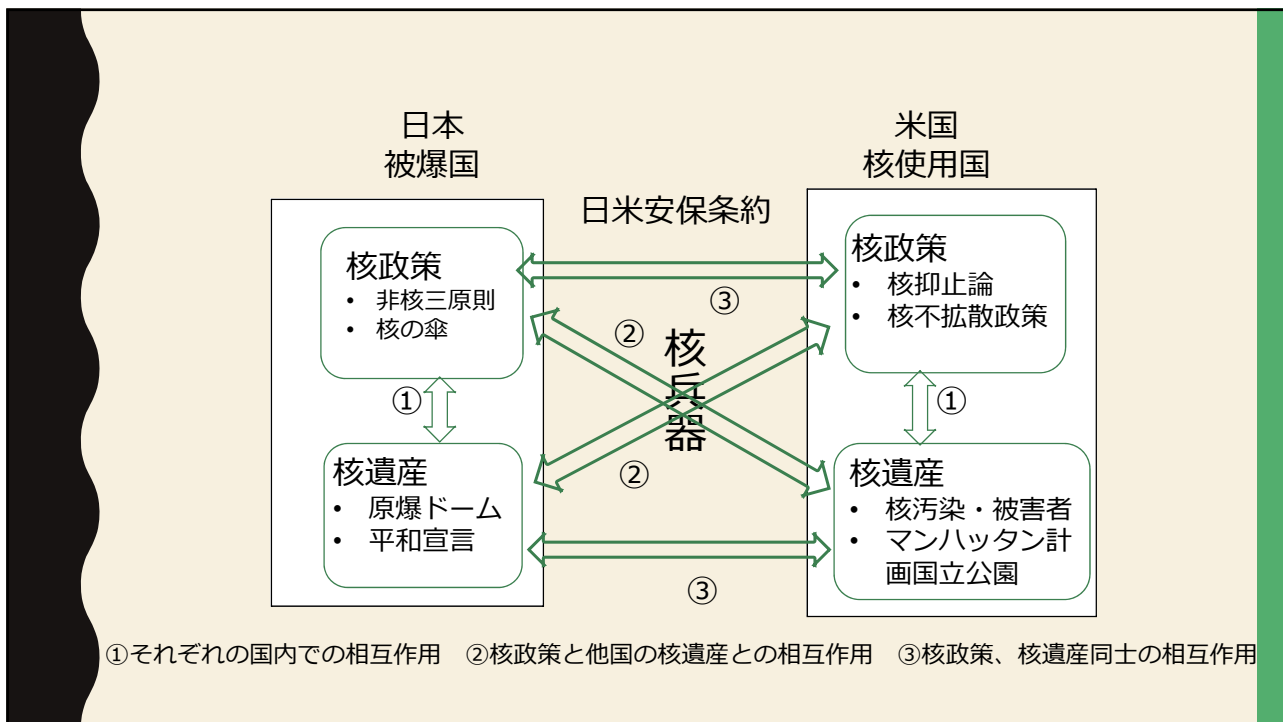 日本
被爆国
米国
核使用国
日米安保条約
核政策
• 非核三原則
• 核の傘
核政策
• 核抑止論
• 核不拡散政策
③
②
核兵器
①
①
②
核遺産
• 原爆ドーム
• 平和宣言
核遺産
• 核汚染・被害者
• マンハッタン計
画国立公園
③
①それぞれの国内での相互作用 ②核政策と他国の核遺産との相互作用 ③核政策、核遺産同士の相互作用